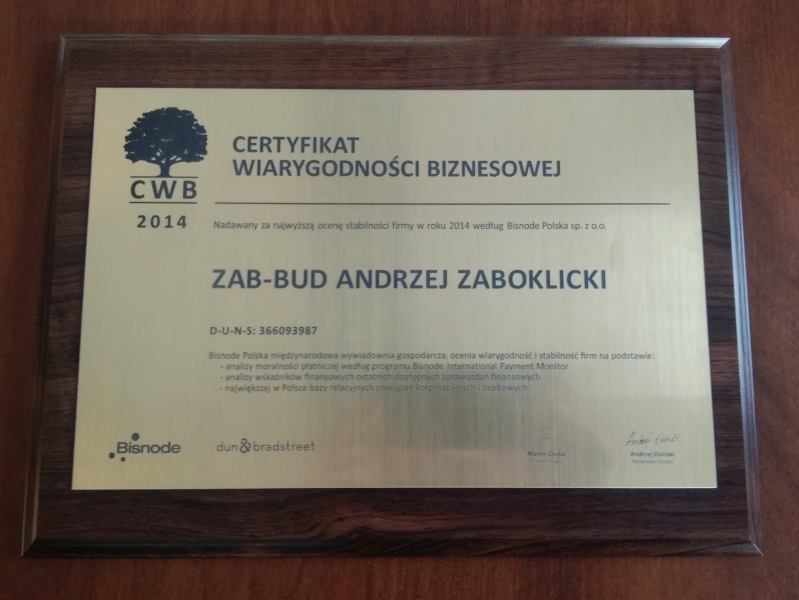 CERTYFIKAT
WIARYGODNOŚCI BIZNESOWEJ
CWB
2014
Nadawany za najwyższą ocenę stabilności firmy w roku 2014 według Bisnode Polska sp. z o.o.
ZAB-BUD ANDRZEJ ZABOKLICKI
D-U-N-S: 366093987
Bisnode Polska międzynarodowa wywiadownia gospodarcza, ocenia wiarygodność i stabilność firm na podstawie:
- analizy moralności płatniczej według programu Bisnode International Payment Monitor
- analizy wskaźników finansowych ostatnich dostępnych sprawozdań finansowych
- największej w Polsce bazy relacyjnych powiązań korporacyjnych i osobowych
Bisnode
dun&bradstreet
Andrzej Osiński